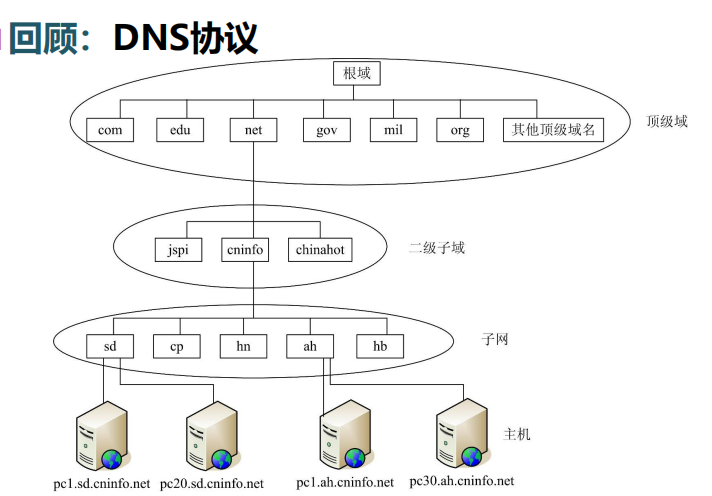 回顾：DNS协议
根域
com edu net gov mil org 其他顶级域名
顶级域
jspi cninfo chinahot
二级子域
sd cp hn ah hb
子网
主机
pc1.sd.cninfo.net pc20.sd.cninfo.net pc1.ah.cninfo.net pc30.ah.cninfo.net